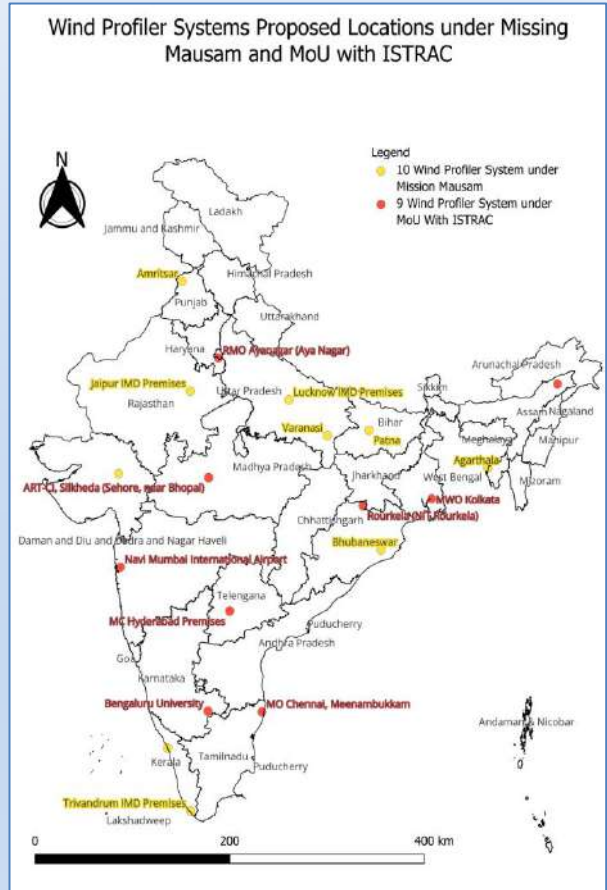 Wind Profiler Systems Proposed Locations under Missing
Mausam and MoU with ISTRAC
N
Legend
10 Wind Profiler System under
Mission Mausam
9 Wind Profiler System under
MoU With ISTRAC
Ladakh
Jammu and Kashmir
Amritsar
Himachal Pradesh
Punjab
Uttarakhand
Haryana
RMO Ayanagar (Aya Nagar)
Arunachal Pradesh
Jaipur IMD Premises
Uttar Pradesh
Lucknow IMD Premises
Sikkim
Rajasthan
Assam
Nagaland
Varanasi
Bihar
Patna
Meghalaya
Manipur
Agarthala
Madhya Pradesh
Jharkhand
West Bengal
Mizoram
ART-CI, Silkheda (Sehore, near Bhopal)
MWO Kolkata
Chhattisgarh
Rourkela (NIT, Rourkela)
Daman and Diu and Dadra and Nagar Haveli
Bhubaneswar
Navi Mumbai International Airport
Telengana
MC Hyderabad Premises
Puducherry
Andhra Pradesh
Goa
Karnataka
Bengaluru University
MO Chennai, Meenambukkam
Andaman & Nicobar
Kerala
Tamilnadu
Puducherry
Trivandrum IMD Premises
Lakshadweep
0 200 400 km